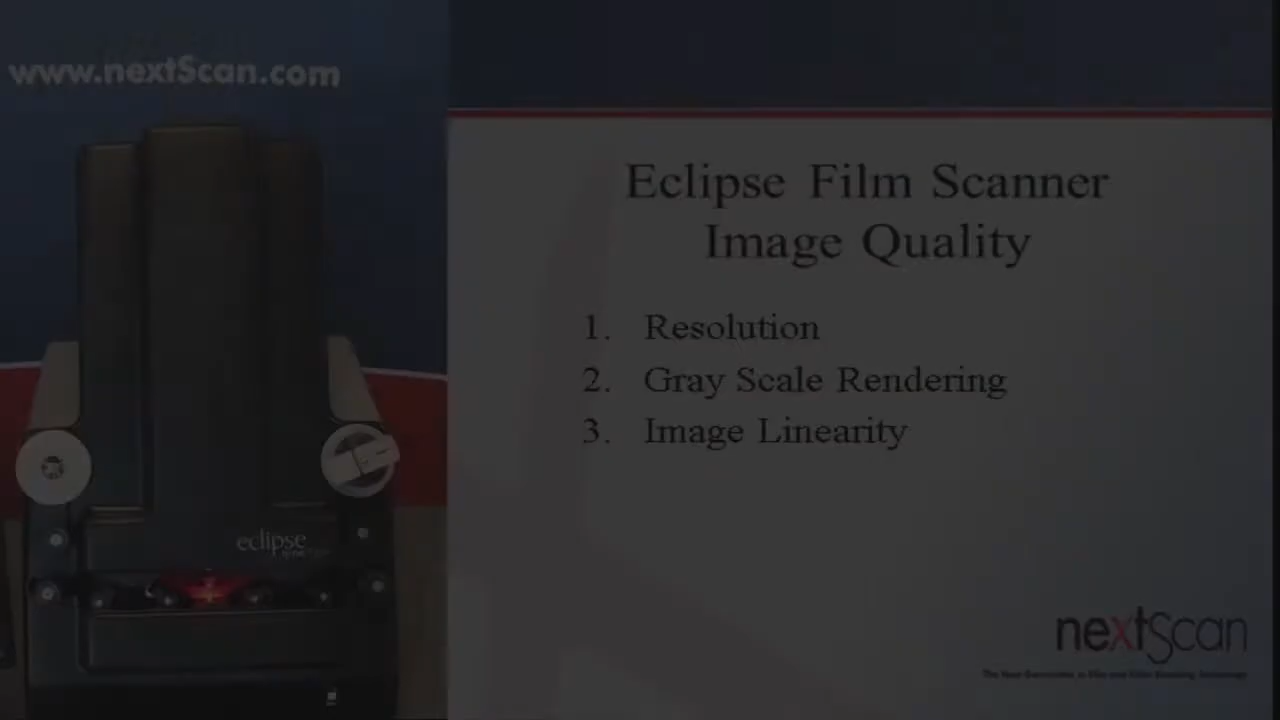 www.nextScan.com
Eclipse Film Scanner
Image Quality
1. Resolution
2. Gray Scale Rendering
3. Image Linearity
eclipse
nextScan